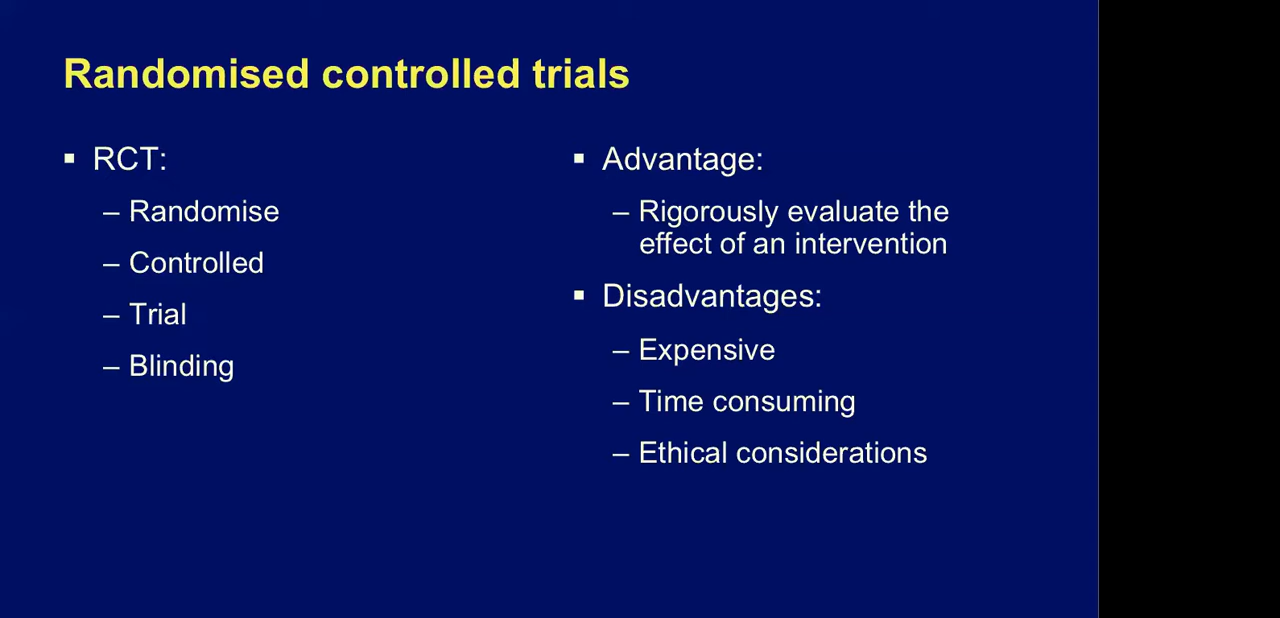 Randomised controlled trials
▪ RCT:
– Randomise
– Controlled
– Trial
– Blinding
▪ Advantage:
– Rigorously evaluate the
effect of an intervention
▪ Disadvantages:
– Expensive
– Time consuming
– Ethical considerations